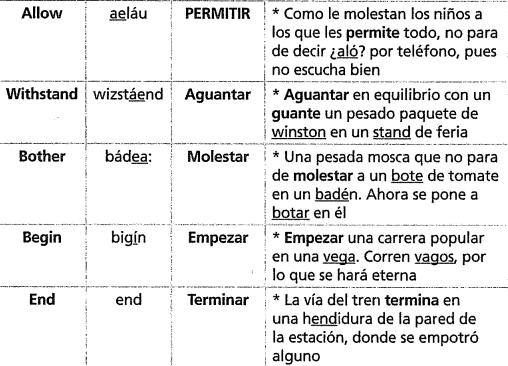 Allow aeláu PERMITIR * Como le molestan los niños a
los que les permite todo, no para
de decir ¿aló? por teléfono, pues
no escucha bien
Withstand wizstáend Aguantar * Aguantar en equilibrio con un
guante un pesado paquete de
winston en un stand de feria
Bother bádea: Molestar * Una pesada mosca que no para
de molestar a un bote de tomate
en un badén. Ahora se pone a
botar en él
Begin bigín Empezar * Empezar una carrera popular
en una vega. Corren vagos, por
lo que se hará eterna
End end Terminar * La vía del tren termina en
una hendidura de la pared de
la estación, donde se empotró
alguno